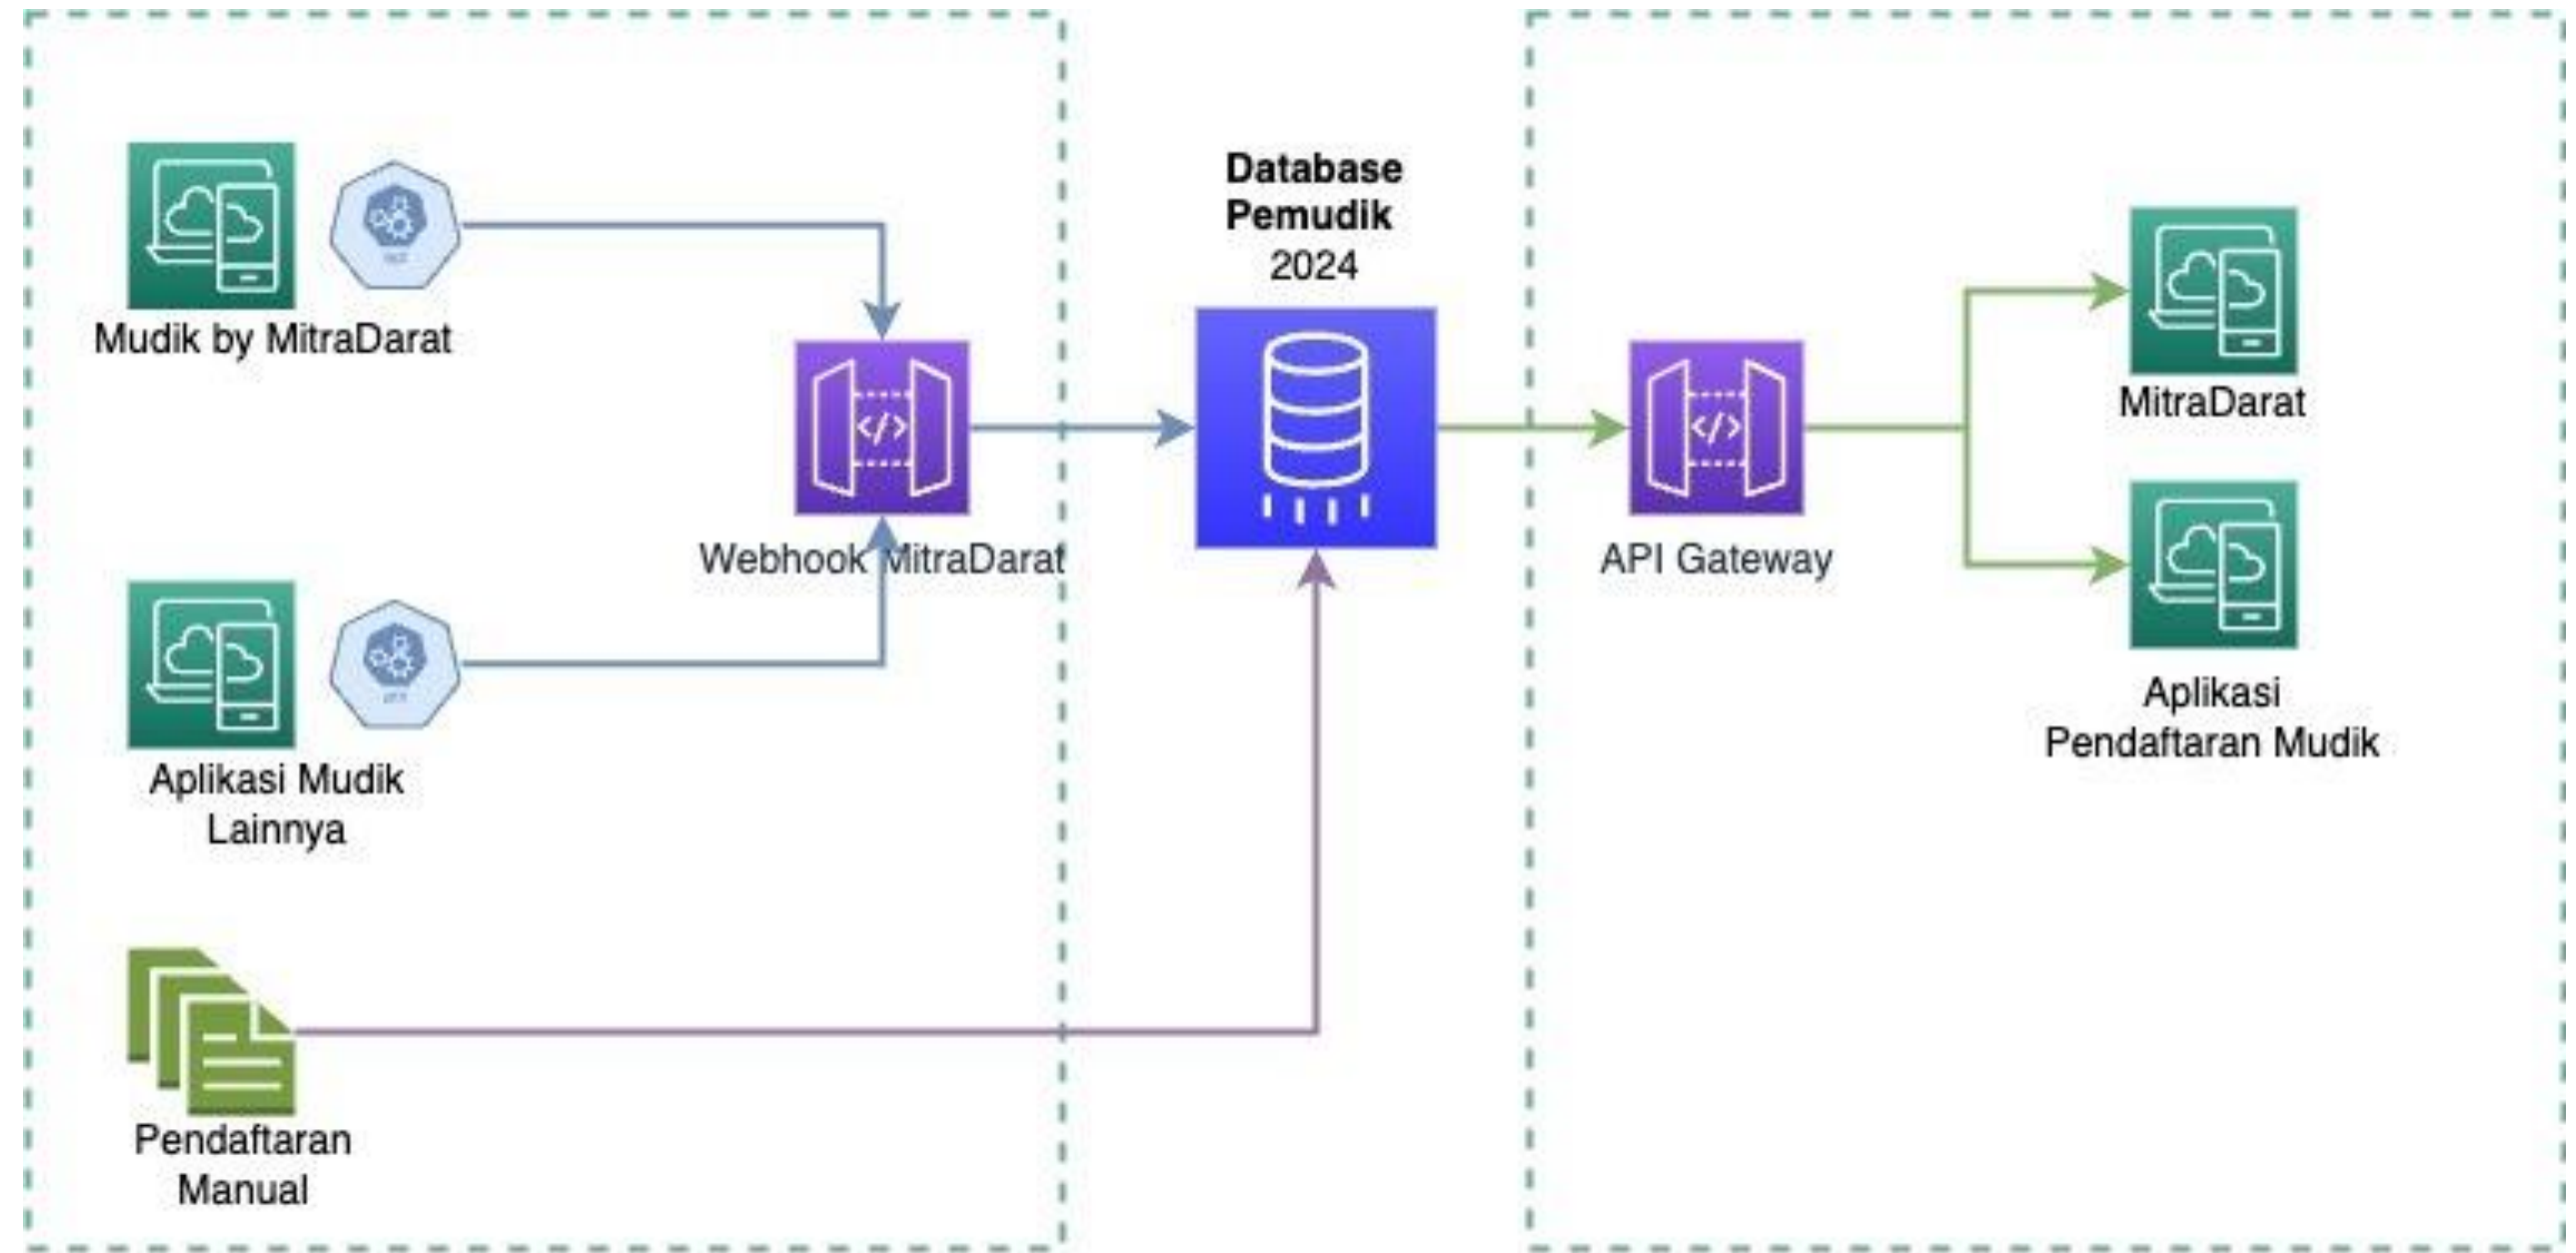 Mudik by MitraDarat
Webhook MitraDarat
Aplikasi Mudik
Lainnya
Pendaftaran
Manual
Database
Pemudik
2024
API Gateway
MitraDarat
Aplikasi
Pendaftaran Mudik